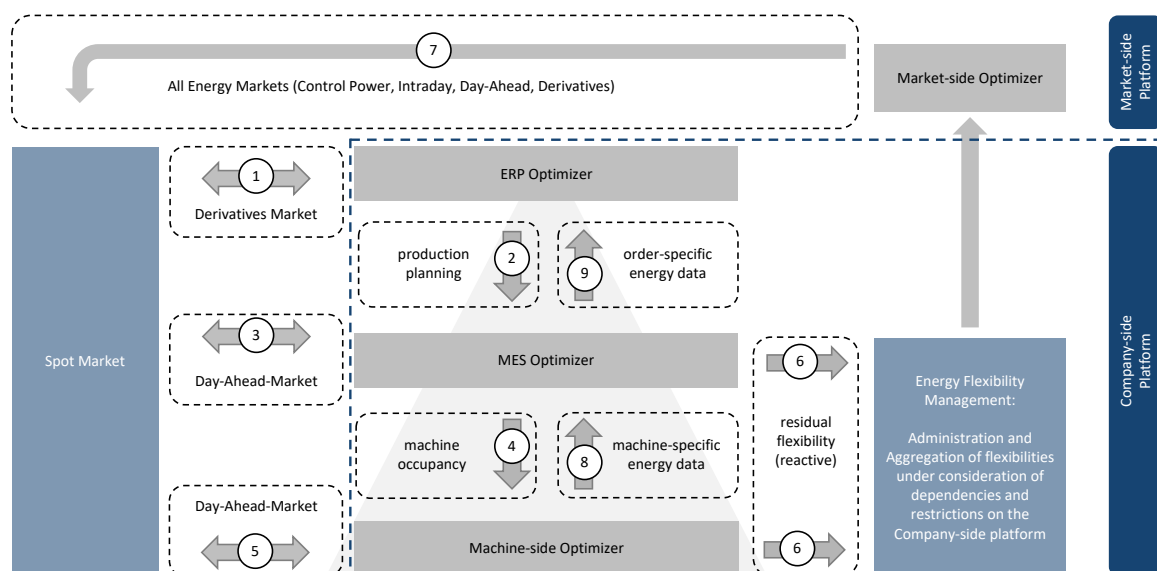 7
All Energy Markets (Control Power, Intraday, Day-Ahead, Derivatives)
Market-side Optimizer
Market-side
Platform
Spot Market
1
Derivatives Market
ERP Optimizer
production
planning
2
9
order-specific
energy data
3
Day-Ahead-Market
MES Optimizer
machine
occupancy
4
8
machine-specific
energy data
Day-Ahead-Market
5
Machine-side Optimizer
6
residual
flexibility
(reactive)
6
Energy Flexibility
Management:
Administration and
Aggregation of flexibilities
under consideration of
dependencies and
restrictions on the
Company-side platform
Company-side
Platform